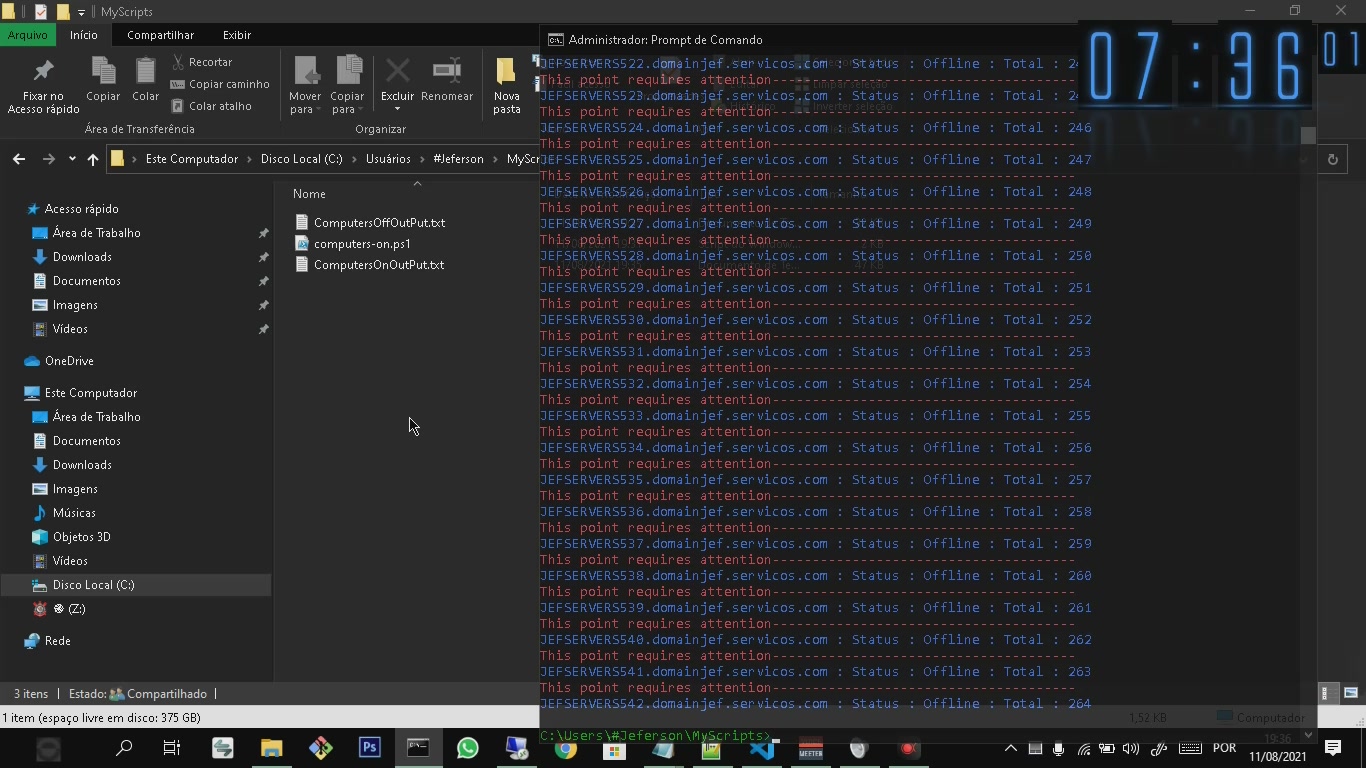 MyScripts
Arquivo
Início
Compartilhar
Exibir
Fixar no
Acesso rápido
Copiar
Colar
Recortar
Copiar caminho
Colar atalho
Área de Transferência
Mover
para
Copiar
para
Excluir
Renomear
Organizar
Nova
pasta
Este Computador
Disco Local (C:)
Usuários
#Jeferson
MyScr
Acesso rápido
Área de Trabalho
Downloads
Documentos
Imagens
Vídeos
OneDrive
Este Computador
Área de Trabalho
Documentos
Downloads
Imagens
Músicas
Objetos 3D
Vídeos
Disco Local (C:)
(Z:)
Rede
Nome
ComputersOffOutPut.txt
computers-on.ps1
ComputersOnOutPut.txt
3 itens
Estado:
Compartilhado
1 item (espaço livre em disco: 375 GB)
Administrador: Prompt de Comando
07:36
01
JEFSERVERS522.domainjef.servicos.com : Status : Offline : Total : 24
This point requires attention--------------------------------------
JEFSERVERS523.domainjef.servicos.com : Status : Offline : Total : 24
This point requires attention--------------------------------------
JEFSERVERS524.domainjef.servicos.com : Status : Offline : Total : 246
This point requires attention--------------------------------------
JEFSERVERS525.domainjef.servicos.com : Status : Offline : Total : 247
This point requires attention--------------------------------------
JEFSERVERS526.domainjef.servicos.com : Status : Offline : Total : 248
This point requires attention--------------------------------------
JEFSERVERS527.domainjef.servicos.com : Status : Offline : Total : 249
This point requires attention--------------------------------------
JEFSERVERS528.domainjef.servicos.com : Status : Offline : Total : 250
This point requires attention--------------------------------------
JEFSERVERS529.domainjef.servicos.com : Status : Offline : Total : 251
This point requires attention--------------------------------------
JEFSERVERS530.domainjef.servicos.com : Status : Offline : Total : 252
This point requires attention--------------------------------------
JEFSERVERS531.domainjef.servicos.com : Status : Offline : Total : 253
This point requires attention--------------------------------------
JEFSERVERS532.domainjef.servicos.com : Status : Offline : Total : 254
This point requires attention--------------------------------------
JEFSERVERS533.domainjef.servicos.com : Status : Offline : Total : 255
This point requires attention--------------------------------------
JEFSERVERS534.domainjef.servicos.com : Status : Offline : Total : 256
This point requires attention--------------------------------------
JEFSERVERS535.domainjef.servicos.com : Status : Offline : Total : 257
This point requires attention--------------------------------------
JEFSERVERS536.domainjef.servicos.com : Status : Offline : Total : 258
This point requires attention--------------------------------------
JEFSERVERS537.domainjef.servicos.com : Status : Offline : Total : 259
This point requires attention--------------------------------------
JEFSERVERS538.domainjef.servicos.com : Status : Offline : Total : 260
This point requires attention--------------------------------------
JEFSERVERS539.domainjef.servicos.com : Status : Offline : Total : 261
This point requires attention--------------------------------------
JEFSERVERS540.domainjef.servicos.com : Status : Offline : Total : 262
This point requires attention--------------------------------------
JEFSERVERS541.domainjef.servicos.com : Status : Offline : Total : 263
This point requires attention--------------------------------------
JEFSERVERS542.domainjef.servicos.com : Status : Offline : Total : 264
C:\Users\#Jeferson\MyScripts>
Inverter seleção
1,52 KB
Computador
POR
19:36
11/08/2021